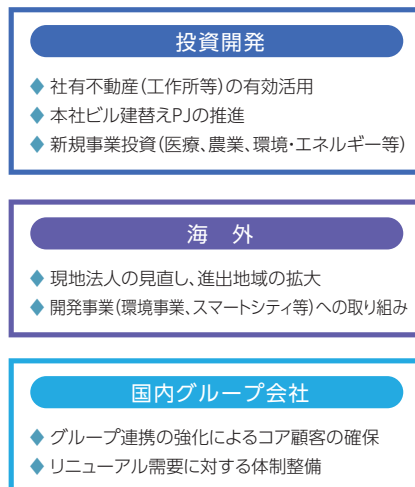 投資開発
◆ 社有不動産(工作所等)の有効活用
◆ 本社ビル建替えPJの推進
◆ 新規事業投資(医療、農業、環境・エネルギー等)
海　外
◆ 現地法人の見直し、進出地域の拡大
◆ 開発事業(環境事業、スマートシティ等)への取り組み
国内グループ会社
◆ グループ連携の強化によるコア顧客の確保
◆ リニューアル需要に対する体制整備